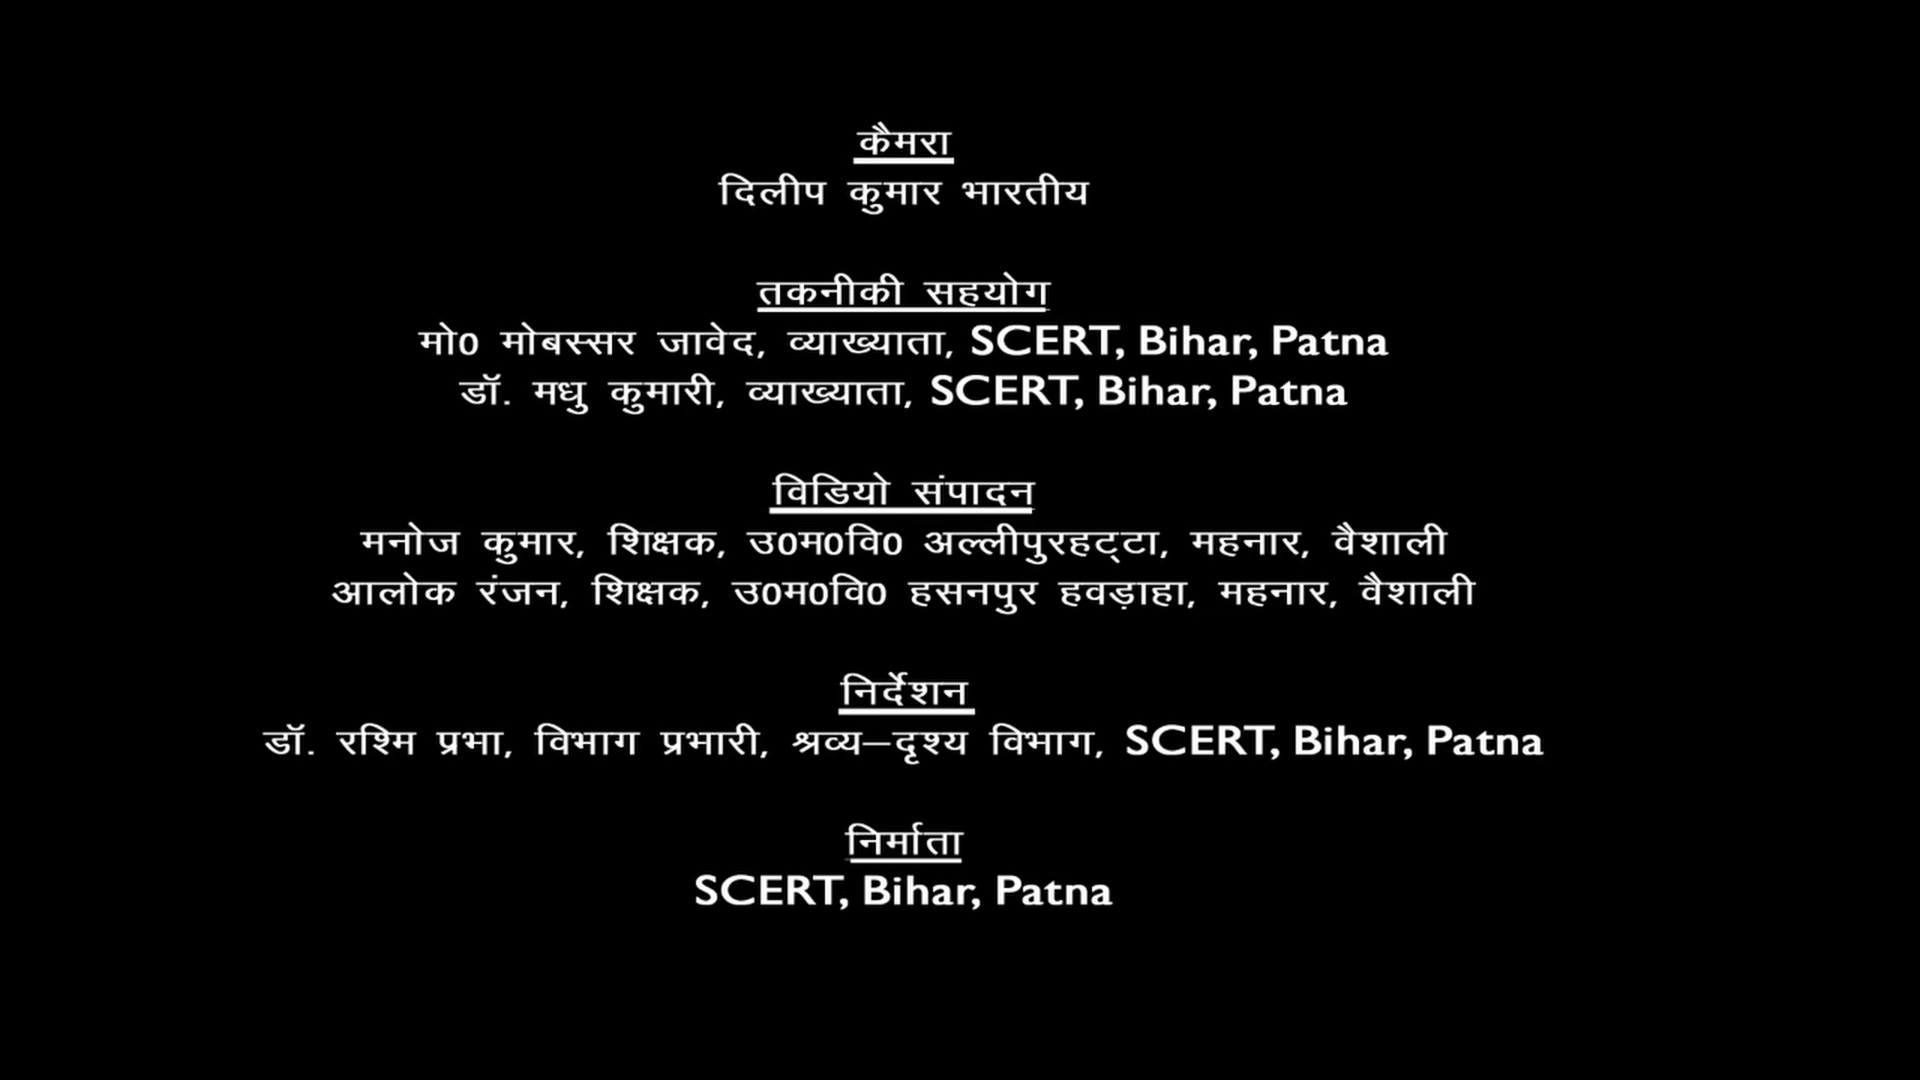 कैमरा
दिलीप कुमार भारतीय
तकनीकी सहयोग
मो0 मोबस्सर जावेद, व्याख्याता, SCERT, Bihar, Patna
डॉ. मधु कुमारी, व्याख्याता, SCERT, Bihar, Patna
विडियो संपादन
मनोज कुमार, शिक्षक, उ0म0वि0 अल्लीपुरहट्टा, महनार, वैशाली
आलोक रंजन, शिक्षक, उ0म0वि0 हसनपुर हवड़ाहा, महनार, वैशाली
निर्देशन
डॉ. रश्मि प्रभा, विभाग प्रभारी, श्रव्य–दृश्य विभाग, SCERT, Bihar, Patna
निर्माता
SCERT, Bihar, Patna